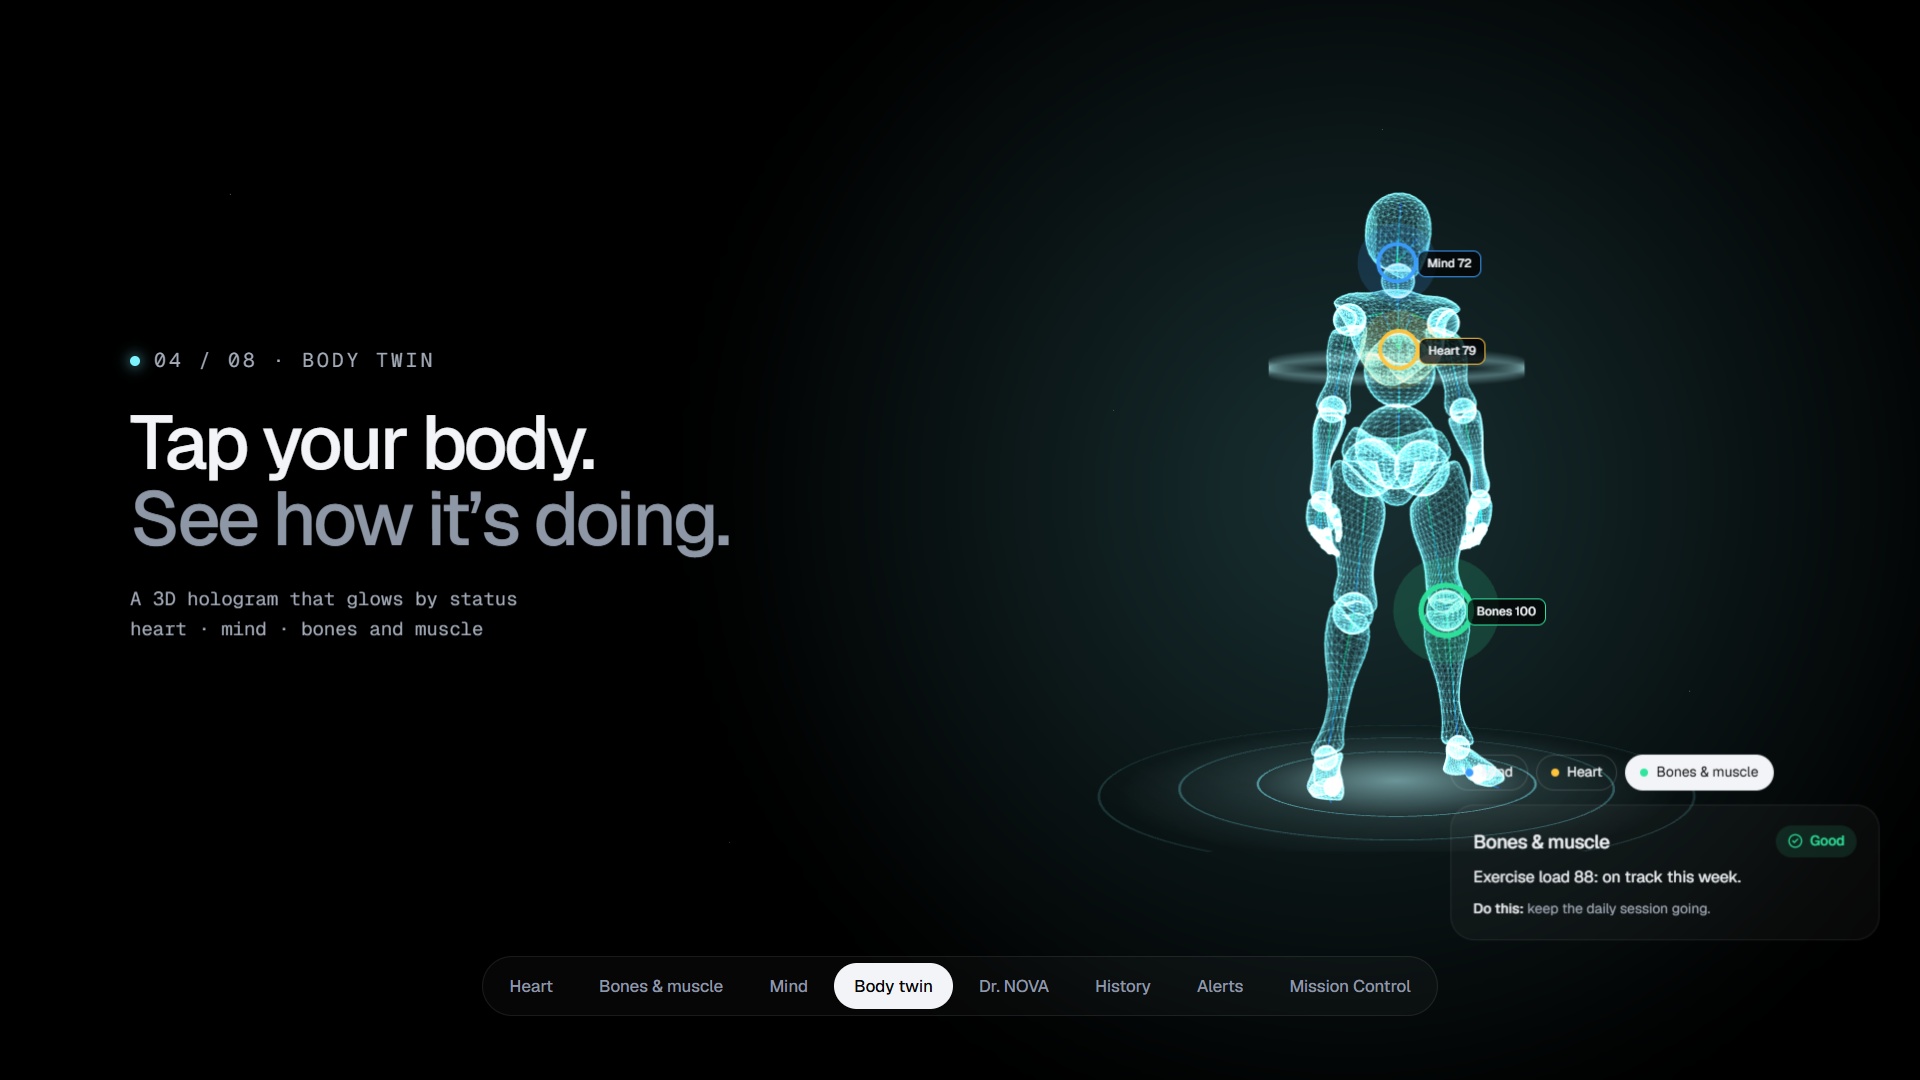 04 / 08 · BODY TWIN
Tap your body.
See how it’s doing.
A 3D hologram that glows by status
heart · mind · bones and muscle
Mind 72
Heart 79
Bones 100
Heart
Bones & muscle
Bones & muscle
Good
Exercise load 88: on track this week.
Do this: keep the daily session going.
Heart
Bones & muscle
Mind
Body twin
Dr. NOVA
History
Alerts
Mission Control